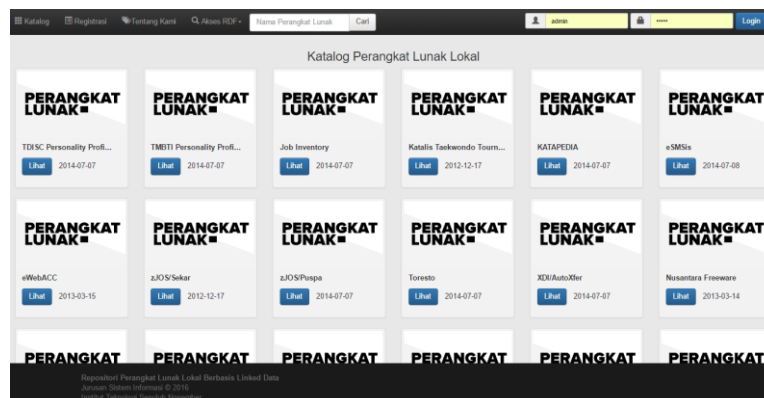 Katalog Registrasi Tentang Kami Akses RDF Nama Perangkat Lunak Cari admin ••••• Login
Katalog Perangkat Lunak Lokal
PERANGKAT LUNAK PERANGKAT LUNAK PERANGKAT LUNAK PERANGKAT LUNAK PERANGKAT LUNAK PERANGKAT LUNAK
TDISC Personality Profi... TMBTI Personality Profi... Job Inventory Katalis Taekwondo Tourn... KATAPEDIA eSMSis
Lihat 2014-07-07 Lihat 2014-07-07 Lihat 2014-07-07 Lihat 2012-12-17 Lihat 2014-07-07 Lihat 2014-07-08
PERANGKAT LUNAK PERANGKAT LUNAK PERANGKAT LUNAK PERANGKAT LUNAK PERANGKAT LUNAK PERANGKAT LUNAK
eWebACC zJOS/Sekar zJOS/Puspa Toresto XDI/AutoXfer Nusantara Freeware
Lihat 2013-03-15 Lihat 2012-12-17 Lihat 2014-07-07 Lihat 2014-07-07 Lihat 2014-07-07 Lihat 2013-03-14
PERANGKAT PERANGKAT PERANGKAT PERANGKAT PERANGKAT PERANGKAT
Repositori Perangkat Lunak Lokal Berbasis Linked Data
Jurusan Sistem Informasi © 2016
Institut Teknologi Sepuluh Nopember